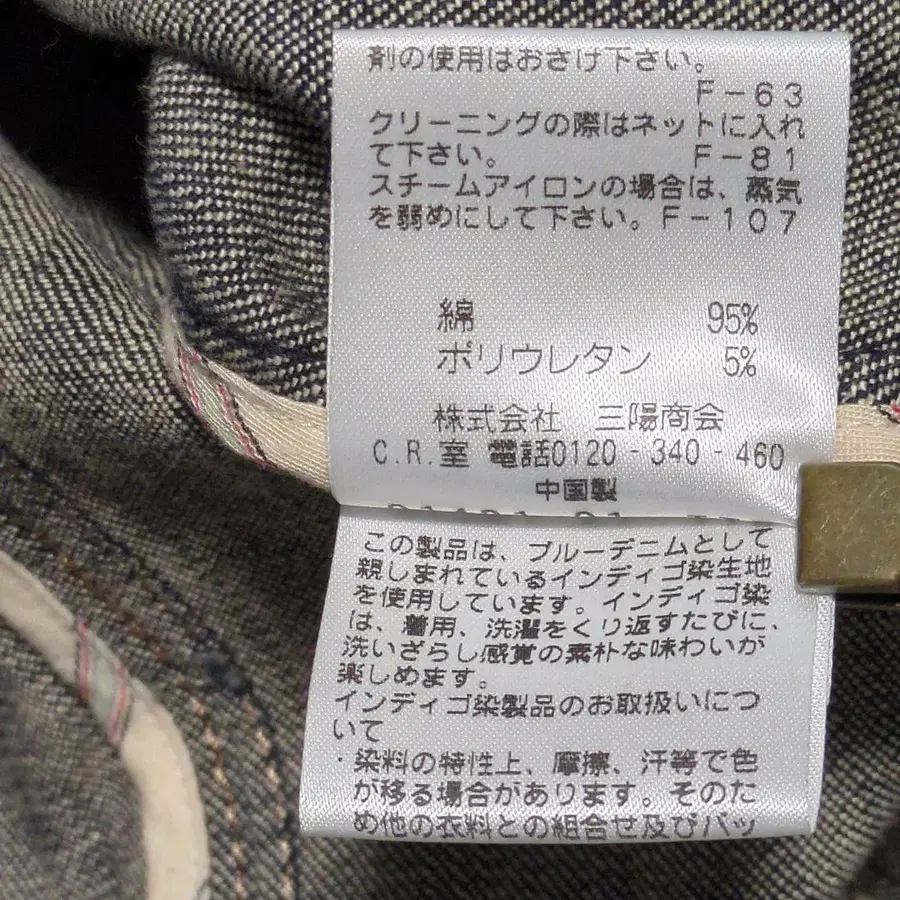 剤の使用はおさけ下さい。
F-63
クリーニングの際はネットに入れ
て下さい。 F-81
スチームアイロンの場合は、蒸気
を弱めにして下さい。F-107
綿 95%
ポリウレタン 5%
株式会社 三陽商会
C.R.室 電話0120-340-460
中国製
この製品は、ブルーデニムとして
親しまれているインディゴ染生地
を使用しています。インディゴ染
は、着用、洗濯をくり返すたびに、
洗いざらし感覚の素朴な味わいが
楽しめます。
インディゴ染製品のお取扱いにつ
いて
・染料の特性上、摩擦、汗等で色
が移る場合があります。そのた
め他の衣料との組合せ及びバッ